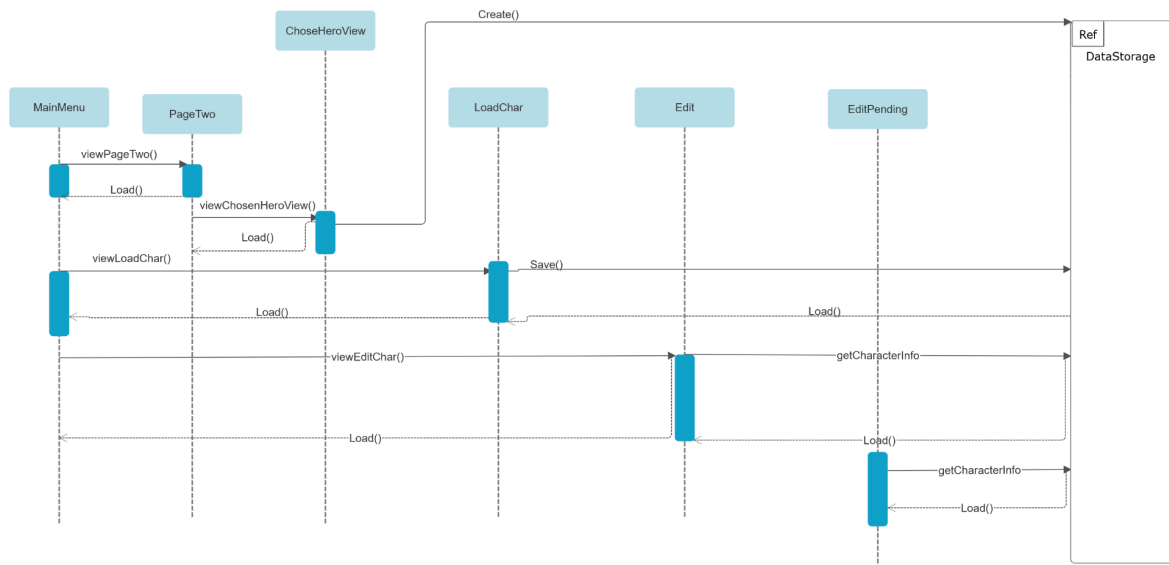 Create()
ChoseHeroView
Ref
DataStorage
MainMenu
PageTwo
LoadChar
Edit
EditPending
viewPageTwo()
Load()
viewChosenHeroView()
Load()
viewLoadChar()
Save()
Load()
Load()
viewEditChar()
getCharacterInfo
Load()
Load()
getCharacterInfo
Load()